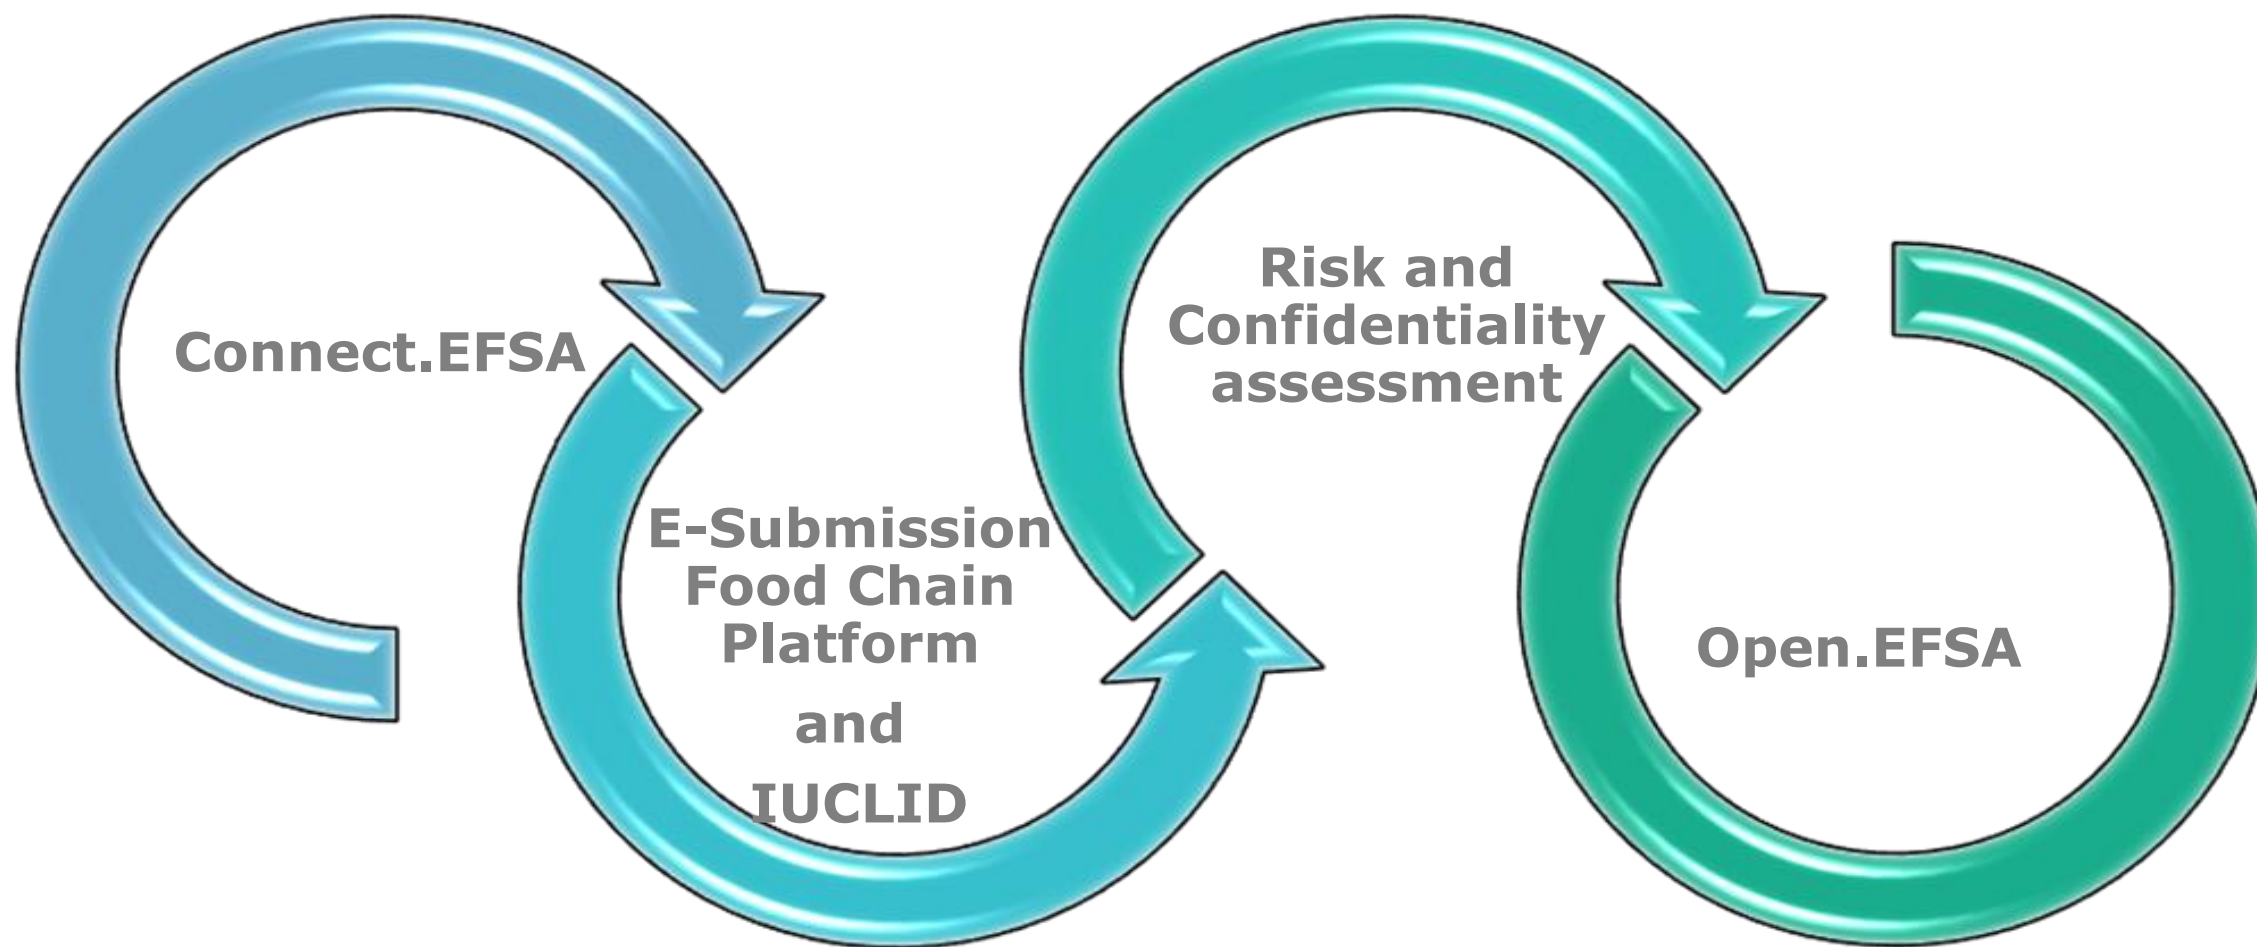 Connect.EFSA
E-Submission
Food Chain
Platform
and
IUCLID
Risk and
Confidentiality
assessment
Open.EFSA